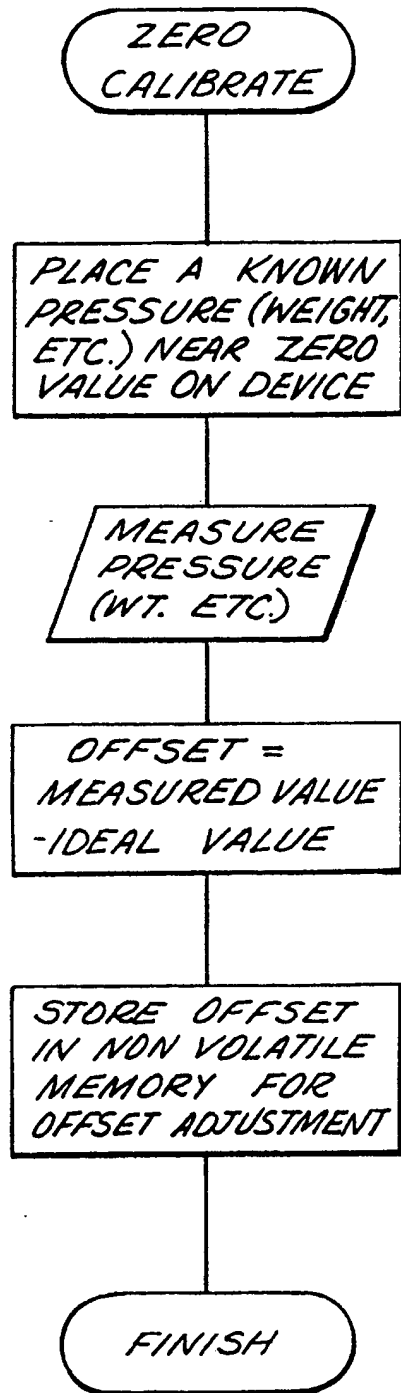 ZERO
CALIBRATE
PLACE A KNOWN
PRESSURE (WEIGHT,
ETC.) NEAR ZERO
VALUE ON DEVICE
MEASURE
PRESSURE
(WT. ETC.)
OFFSET =
MEASURED VALUE
-IDEAL VALUE
STORE OFFSET
IN NON VOLATILE
MEMORY FOR
OFFSET ADJUSTMENT
FINISH